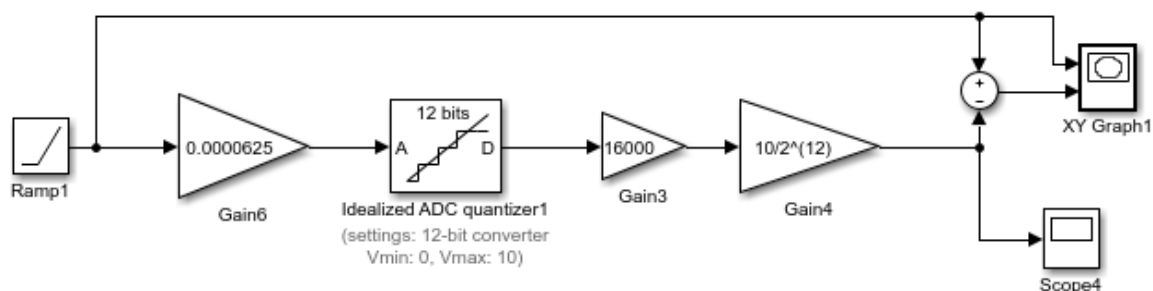 Ramp1
0.0000625
Gain6
12 bits
A
D
Idealized ADC quantizer1
(settings: 12-bit converter
Vmin: 0, Vmax: 10)
16000
Gain3
10/2^(12)
Gain4
+
−
XY Graph1
Scope4